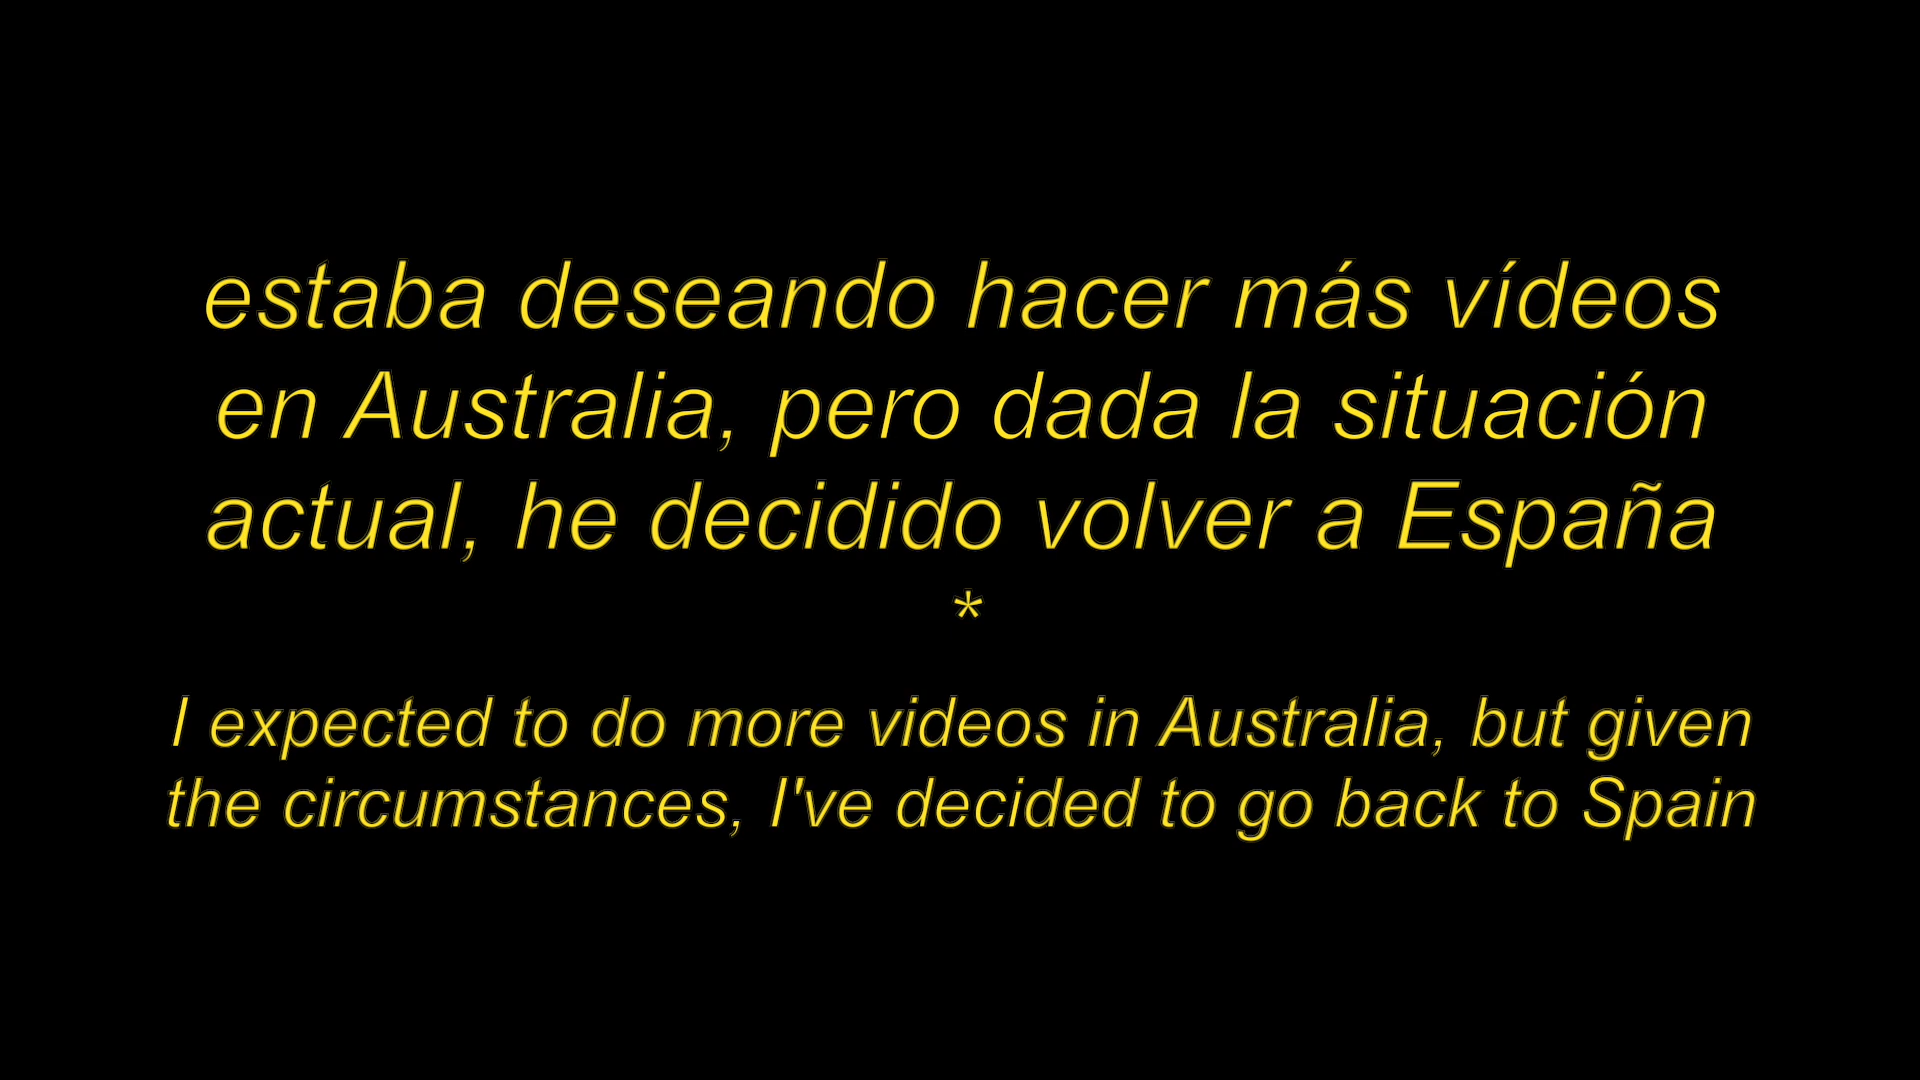 estaba deseando hacer más vídeos
en Australia, pero dada la situación
actual, he decidido volver a España
*
I expected to do more videos in Australia, but given
the circumstances, I've decided to go back to Spain